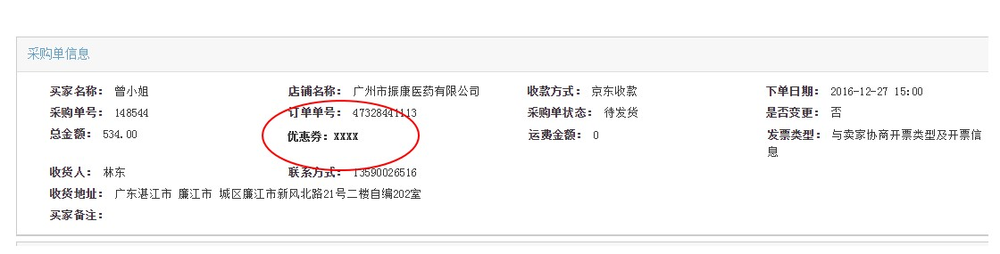 采购单信息
买家名称： 曾小姐 店铺名称： 广州市振康医药有限公司 收款方式： 京东收款 下单日期： 2016-12-27 15:00
采购单号： 148544 订单单号： 47328441113 采购单状态： 待发货 是否变更： 否
总金额： 534.00 优惠券：XXXX 运费金额： 0 发票类型： 与卖家协商开票类型及开票信
息
收货人： 林东 联系方式： 13590026516
收货地址： 广东湛江市 廉江市 城区廉江市新风北路21号二楼自编202室
买家备注：